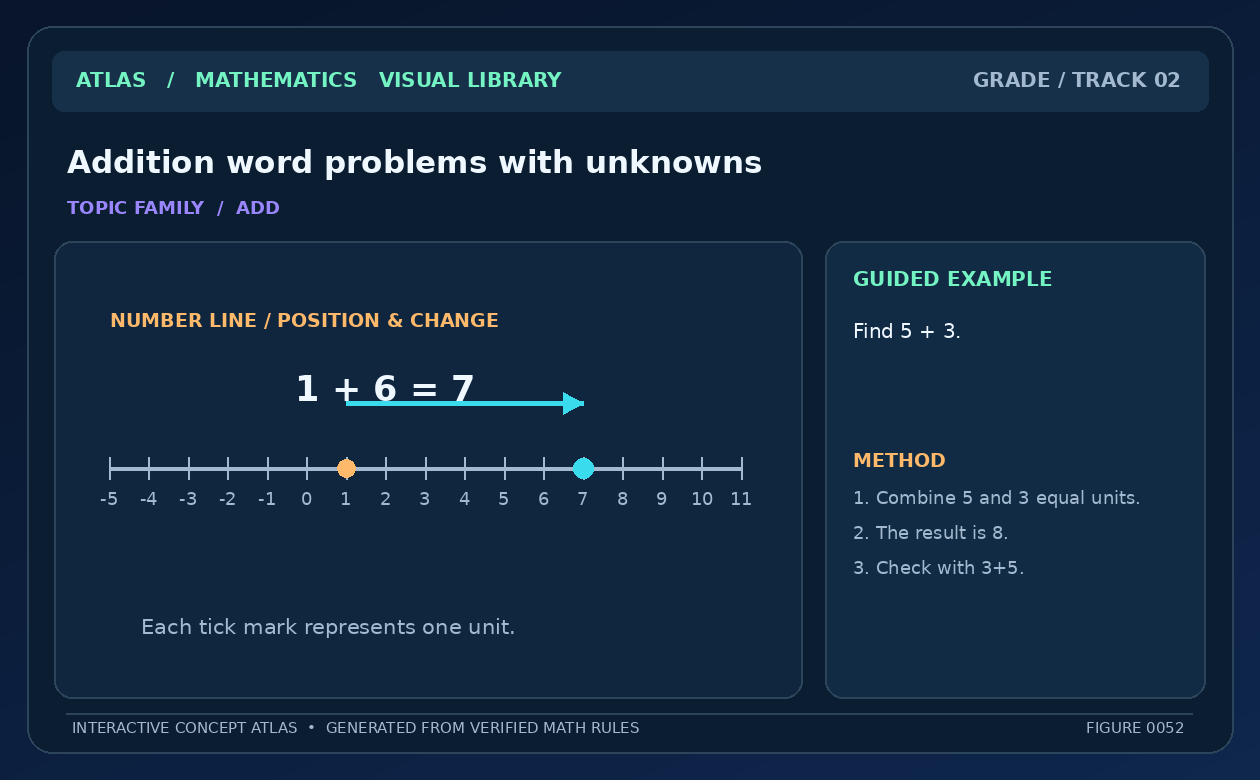 ATLAS / MATHEMATICS VISUAL LIBRARY
GRADE / TRACK 02
Addition word problems with unknowns
TOPIC FAMILY / ADD
NUMBER LINE / POSITION & CHANGE
1 + 6 = 7
-5 -4 -3 -2 -1 0 1 2 3 4 5 6 7 8 9 10 11
Each tick mark represents one unit.
GUIDED EXAMPLE
Find 5 + 3.
METHOD
1. Combine 5 and 3 equal units.
2. The result is 8.
3. Check with 3+5.
INTERACTIVE CONCEPT ATLAS • GENERATED FROM VERIFIED MATH RULES
FIGURE 0052